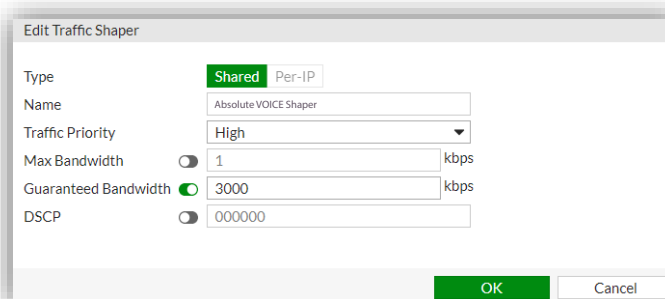 Edit Traffic Shaper
Type Shared Per-IP
Name Absolute VOICE Shaper
Traffic Priority High
Max Bandwidth 1 kbps
Guaranteed Bandwidth 3000 kbps
DSCP 000000
OK Cancel